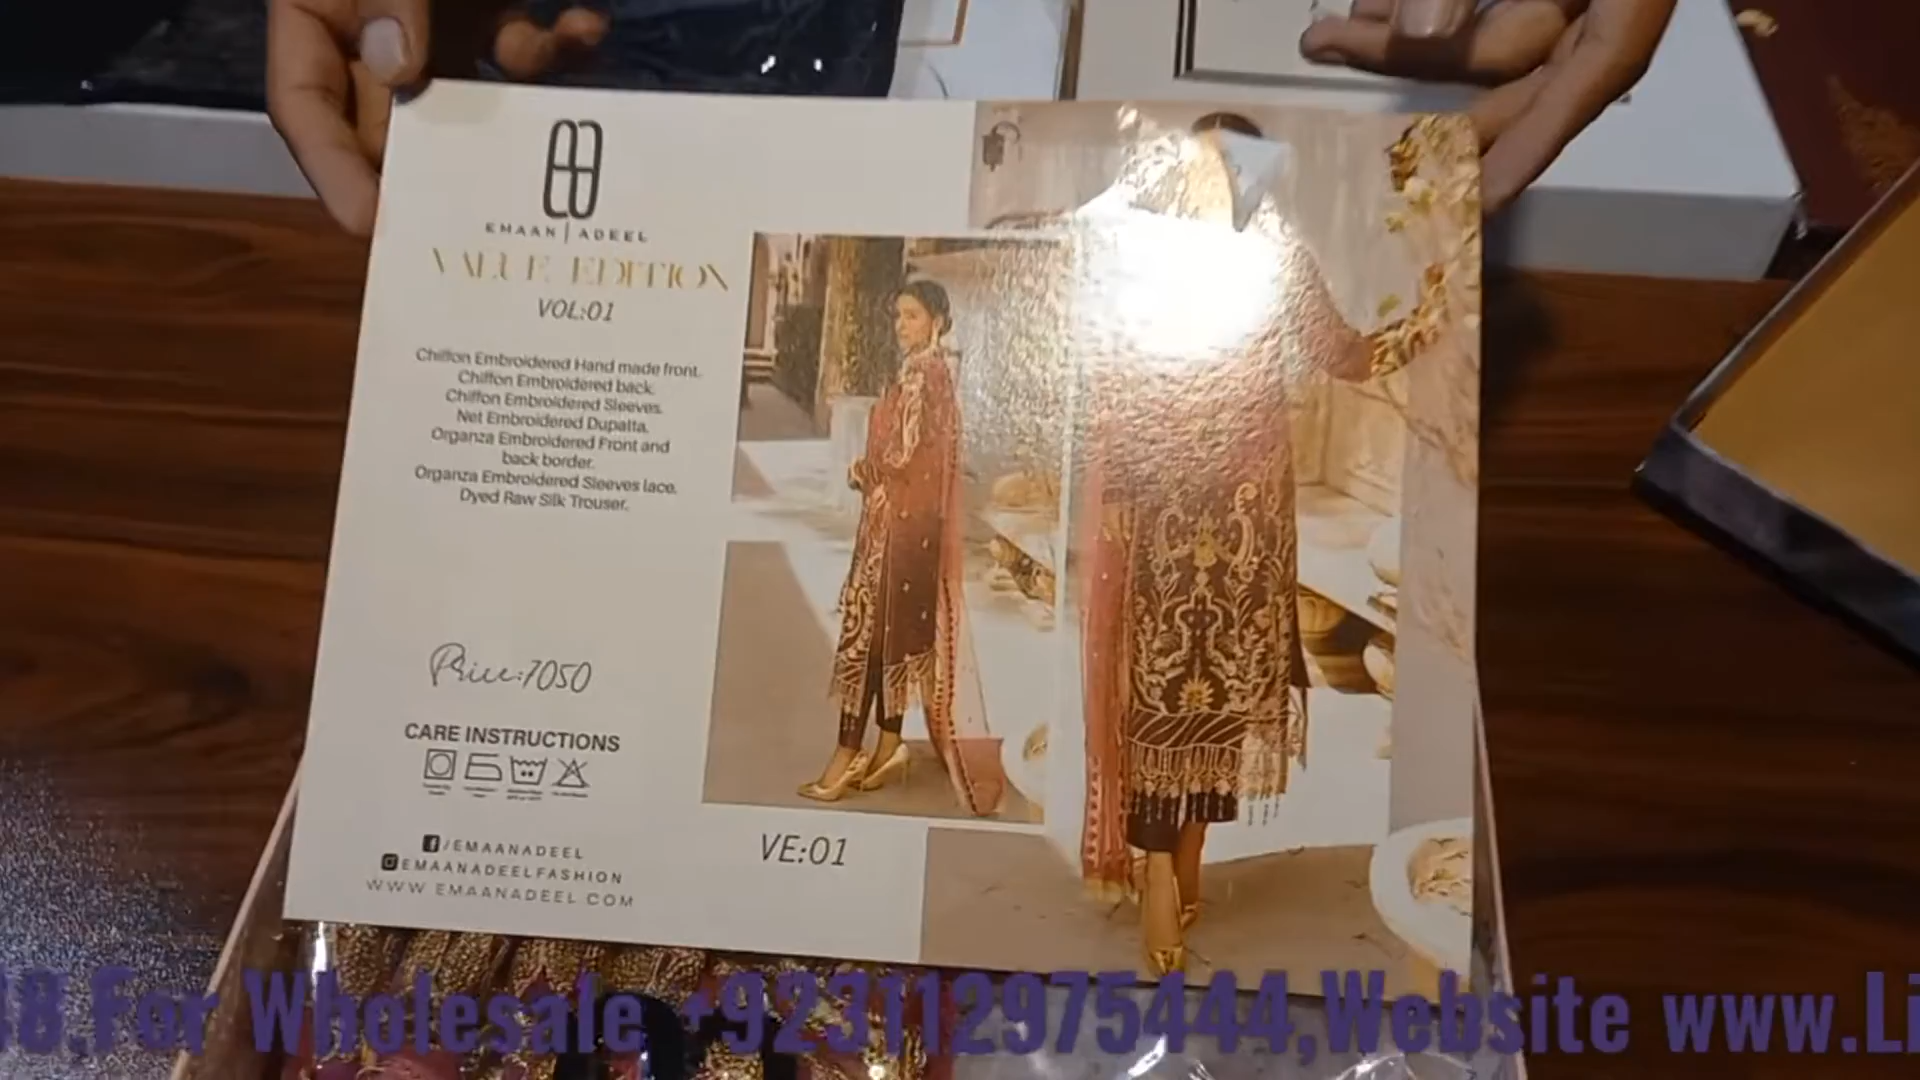 EMAAN | ADEEL
VALUE EDITION
VOL:01
Chiffon Embroidered Hand made front.
Chiffon Embroidered back.
Chiffon Embroidered Sleeves.
Net Embroidered Dupatta.
Organza Embroidered Front and
back border.
Organza Embroidered Sleeves lace.
Dyed Raw Silk Trouser.
Price:7050
CARE INSTRUCTIONS
/EMAANADEEL
EMAANADEELFASHION
WWW EMAANADEEL COM
VE:01
8,For Wholesale +923112975444,Website www.Li